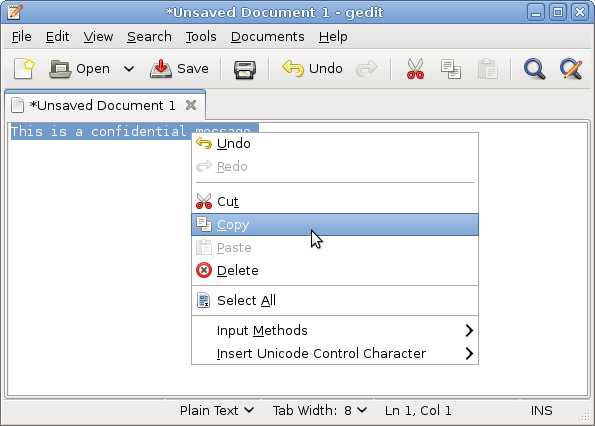 *Unsaved Document 1 - gedit
File Edit View Search Tools Documents Help
Open Save Undo
*Unsaved Document 1
This is a confidential message.
Undo
Redo
Cut
Copy
Paste
Delete
Select All
Input Methods
Insert Unicode Control Character
Plain Text Tab Width: 8 Ln 1, Col 1 INS